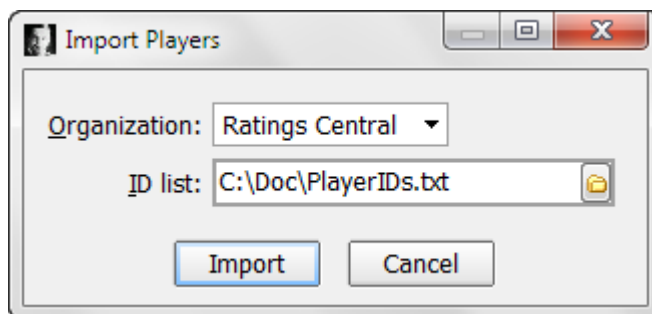 Import Players
Organization: Ratings Central
ID list: C:\Doc\PlayerIDs.txt
Import Cancel